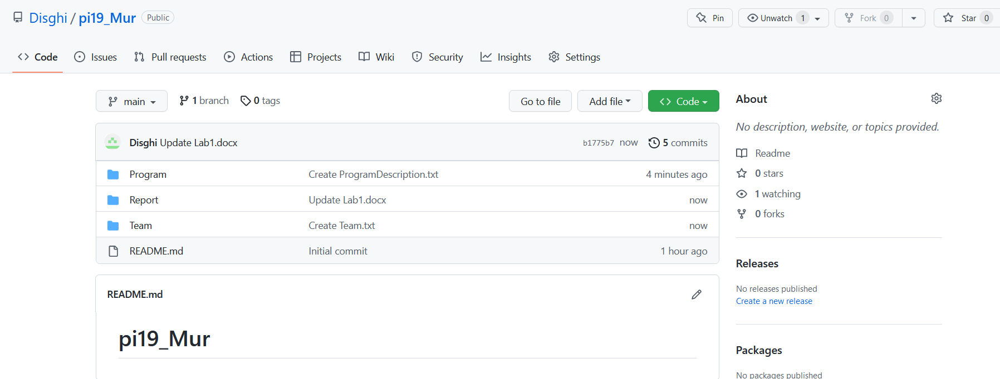 Disghi / pi19_Mur Public
Pin Unwatch 1 Fork 0 Star 0
Code Issues Pull requests Actions Projects Wiki Security Insights Settings
main 1 branch 0 tags Go to file Add file Code
Disghi Update Lab1.docx b1775b7 now 5 commits
Program Create ProgramDescription.txt 4 minutes ago
Report Update Lab1.docx now
Team Create Team.txt now
README.md Initial commit 1 hour ago
README.md
pi19_Mur
About
No description, website, or topics provided.
Readme
0 stars
1 watching
0 forks
Releases
No releases published
Create a new release
Packages
No packages published